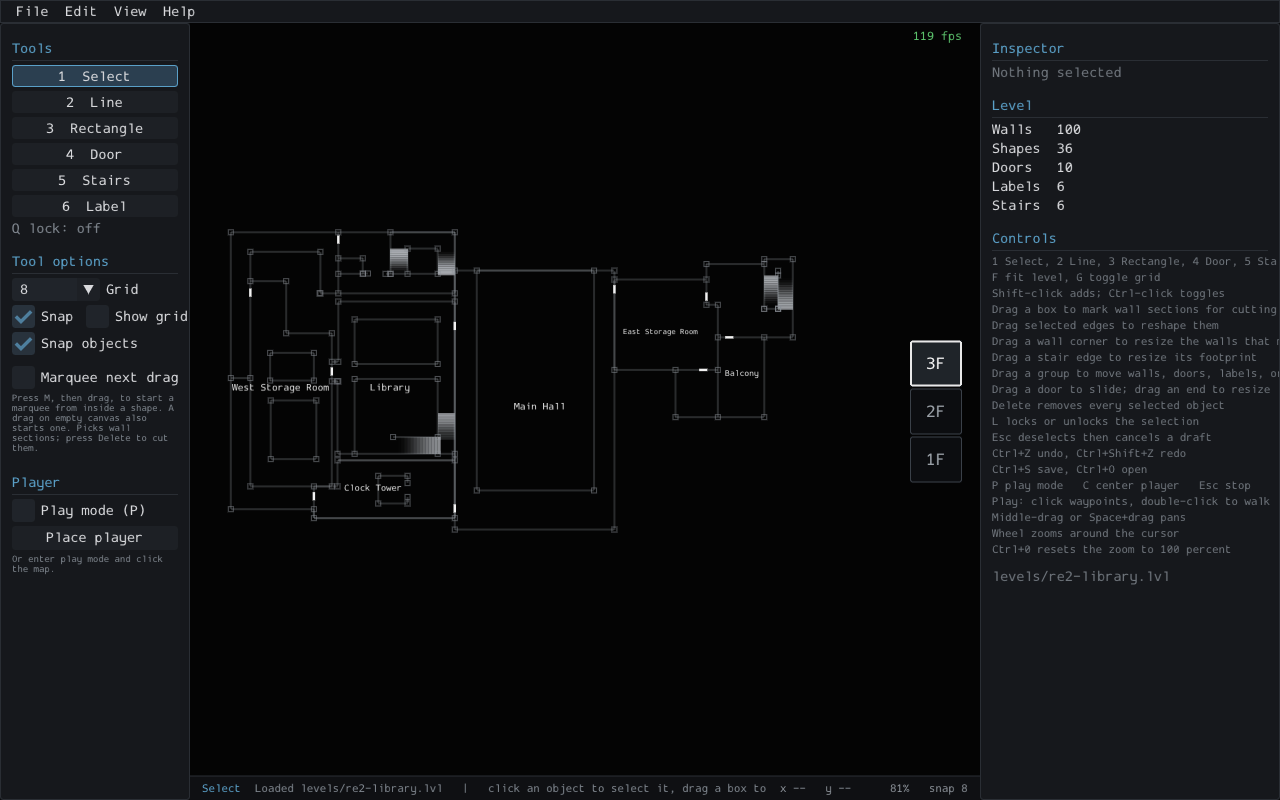 File Edit View Help
119 fps
Tools
1 Select
2 Line
3 Rectangle
4 Door
5 Stairs
6 Label
Q lock: off
Tool options
8 ▼ Grid
Snap Show grid
Snap objects
Marquee next drag
Press M, then drag, to start a
marquee from inside a shape. A
drag on empty canvas also
starts one. Picks wall
sections; press Delete to cut
them.
Player
Play mode (P)
Place player
Or enter play mode and click
the map.
West Storage Room
Library
Clock Tower
Main Hall
East Storage Room
Balcony
3F
2F
1F
Inspector
Nothing selected
Level
Walls 100
Shapes 36
Doors 10
Labels 6
Stairs 6
Controls
1 Select, 2 Line, 3 Rectangle, 4 Door, 5 Sta
F fit level, G toggle grid
Shift-click adds; Ctrl-click toggles
Drag a box to mark wall sections for cutting
Drag selected edges to reshape them
Drag a wall corner to resize the walls that
Drag a stair edge to resize its footprint
Drag a group to move walls, doors, labels, o
Drag a door to slide; drag an end to resize
Delete removes every selected object
L locks or unlocks the selection
Esc deselects then cancels a draft
Ctrl+Z undo, Ctrl+Shift+Z redo
Ctrl+S save, Ctrl+O open
P play mode C center player Esc stop
Play: click waypoints, double-click to walk
Middle-drag or Space+drag pans
Wheel zooms around the cursor
Ctrl+0 resets the zoom to 100 percent
levels/re2-library.lvl
Select Loaded levels/re2-library.lvl | click an object to select it, drag a box to x -- y -- 81% snap 8